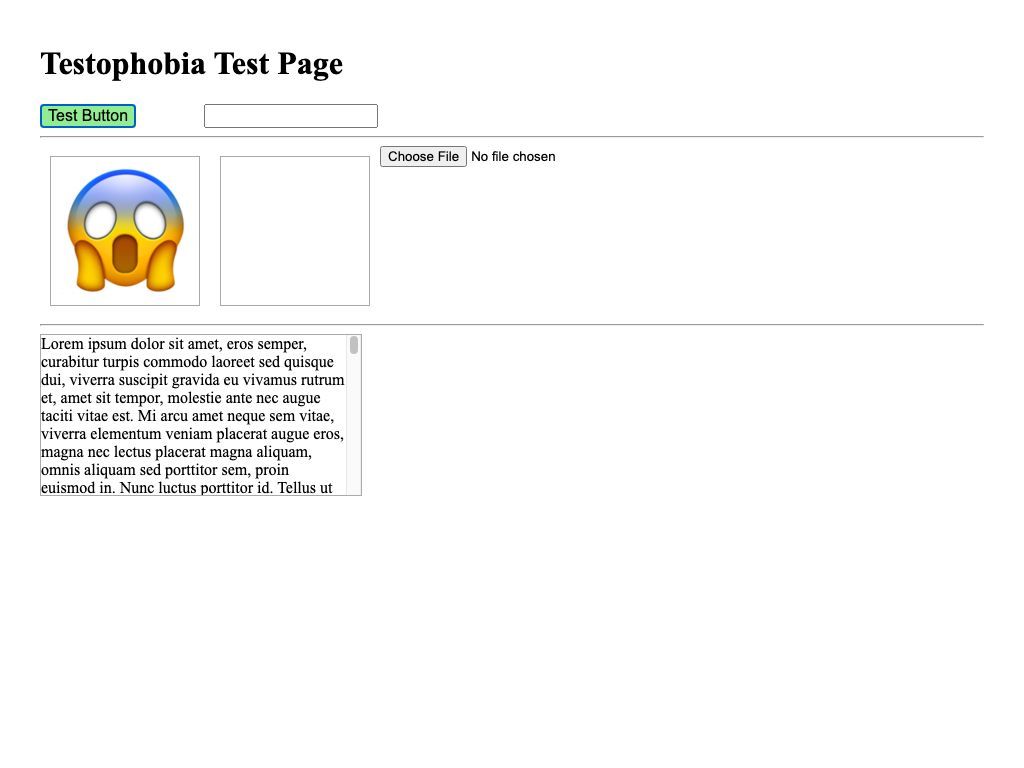 Testophobia Test Page
Test Button
Choose File No file chosen
Lorem ipsum dolor sit amet, eros semper,
curabitur turpis commodo laoreet sed quisque
dui, viverra suscipit gravida eu vivamus rutrum
et, amet sit tempor, molestie ante nec augue
taciti vitae est. Mi arcu amet neque sem vitae,
viverra elementum veniam placerat augue eros,
magna nec lectus placerat magna aliquam,
omnis aliquam sed porttitor sem, proin
euismod in. Nunc luctus porttitor id. Tellus ut